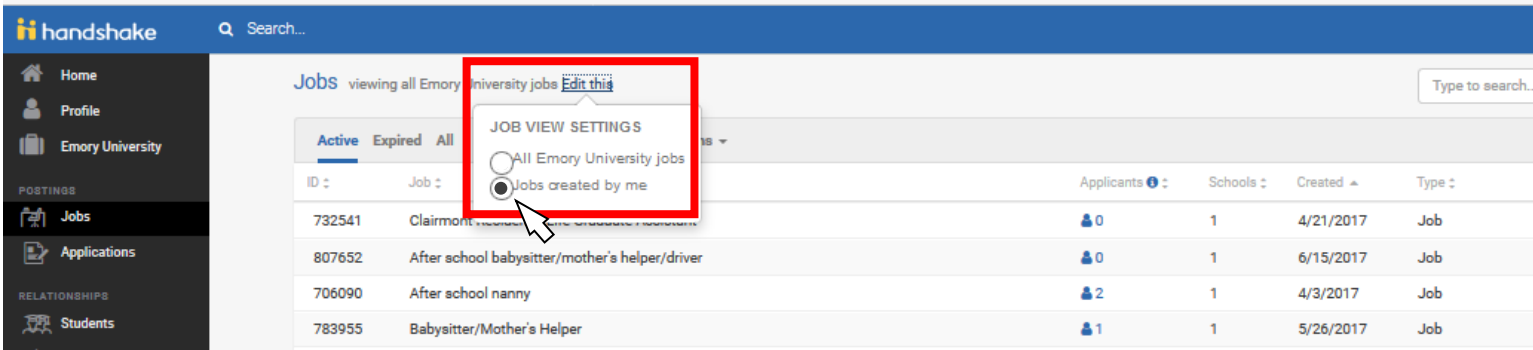 handshake
Search...
Home
Profile
Emory University
POSTINGS
Jobs
Applications
RELATIONSHIPS
Students
Jobs viewing all Emory University jobs Edit this
Type to search...
JOB VIEW SETTINGS
All Emory University jobs
Jobs created by me
Active Expired All
ID Job Applicants Schools Created Type
732541 Clairmont Graduate Assistant 0 1 4/21/2017 Job
807652 After school babysitter/mother's helper/driver 0 1 6/15/2017 Job
706090 After school nanny 2 1 4/3/2017 Job
783955 Babysitter/Mother's Helper 1 1 5/26/2017 Job